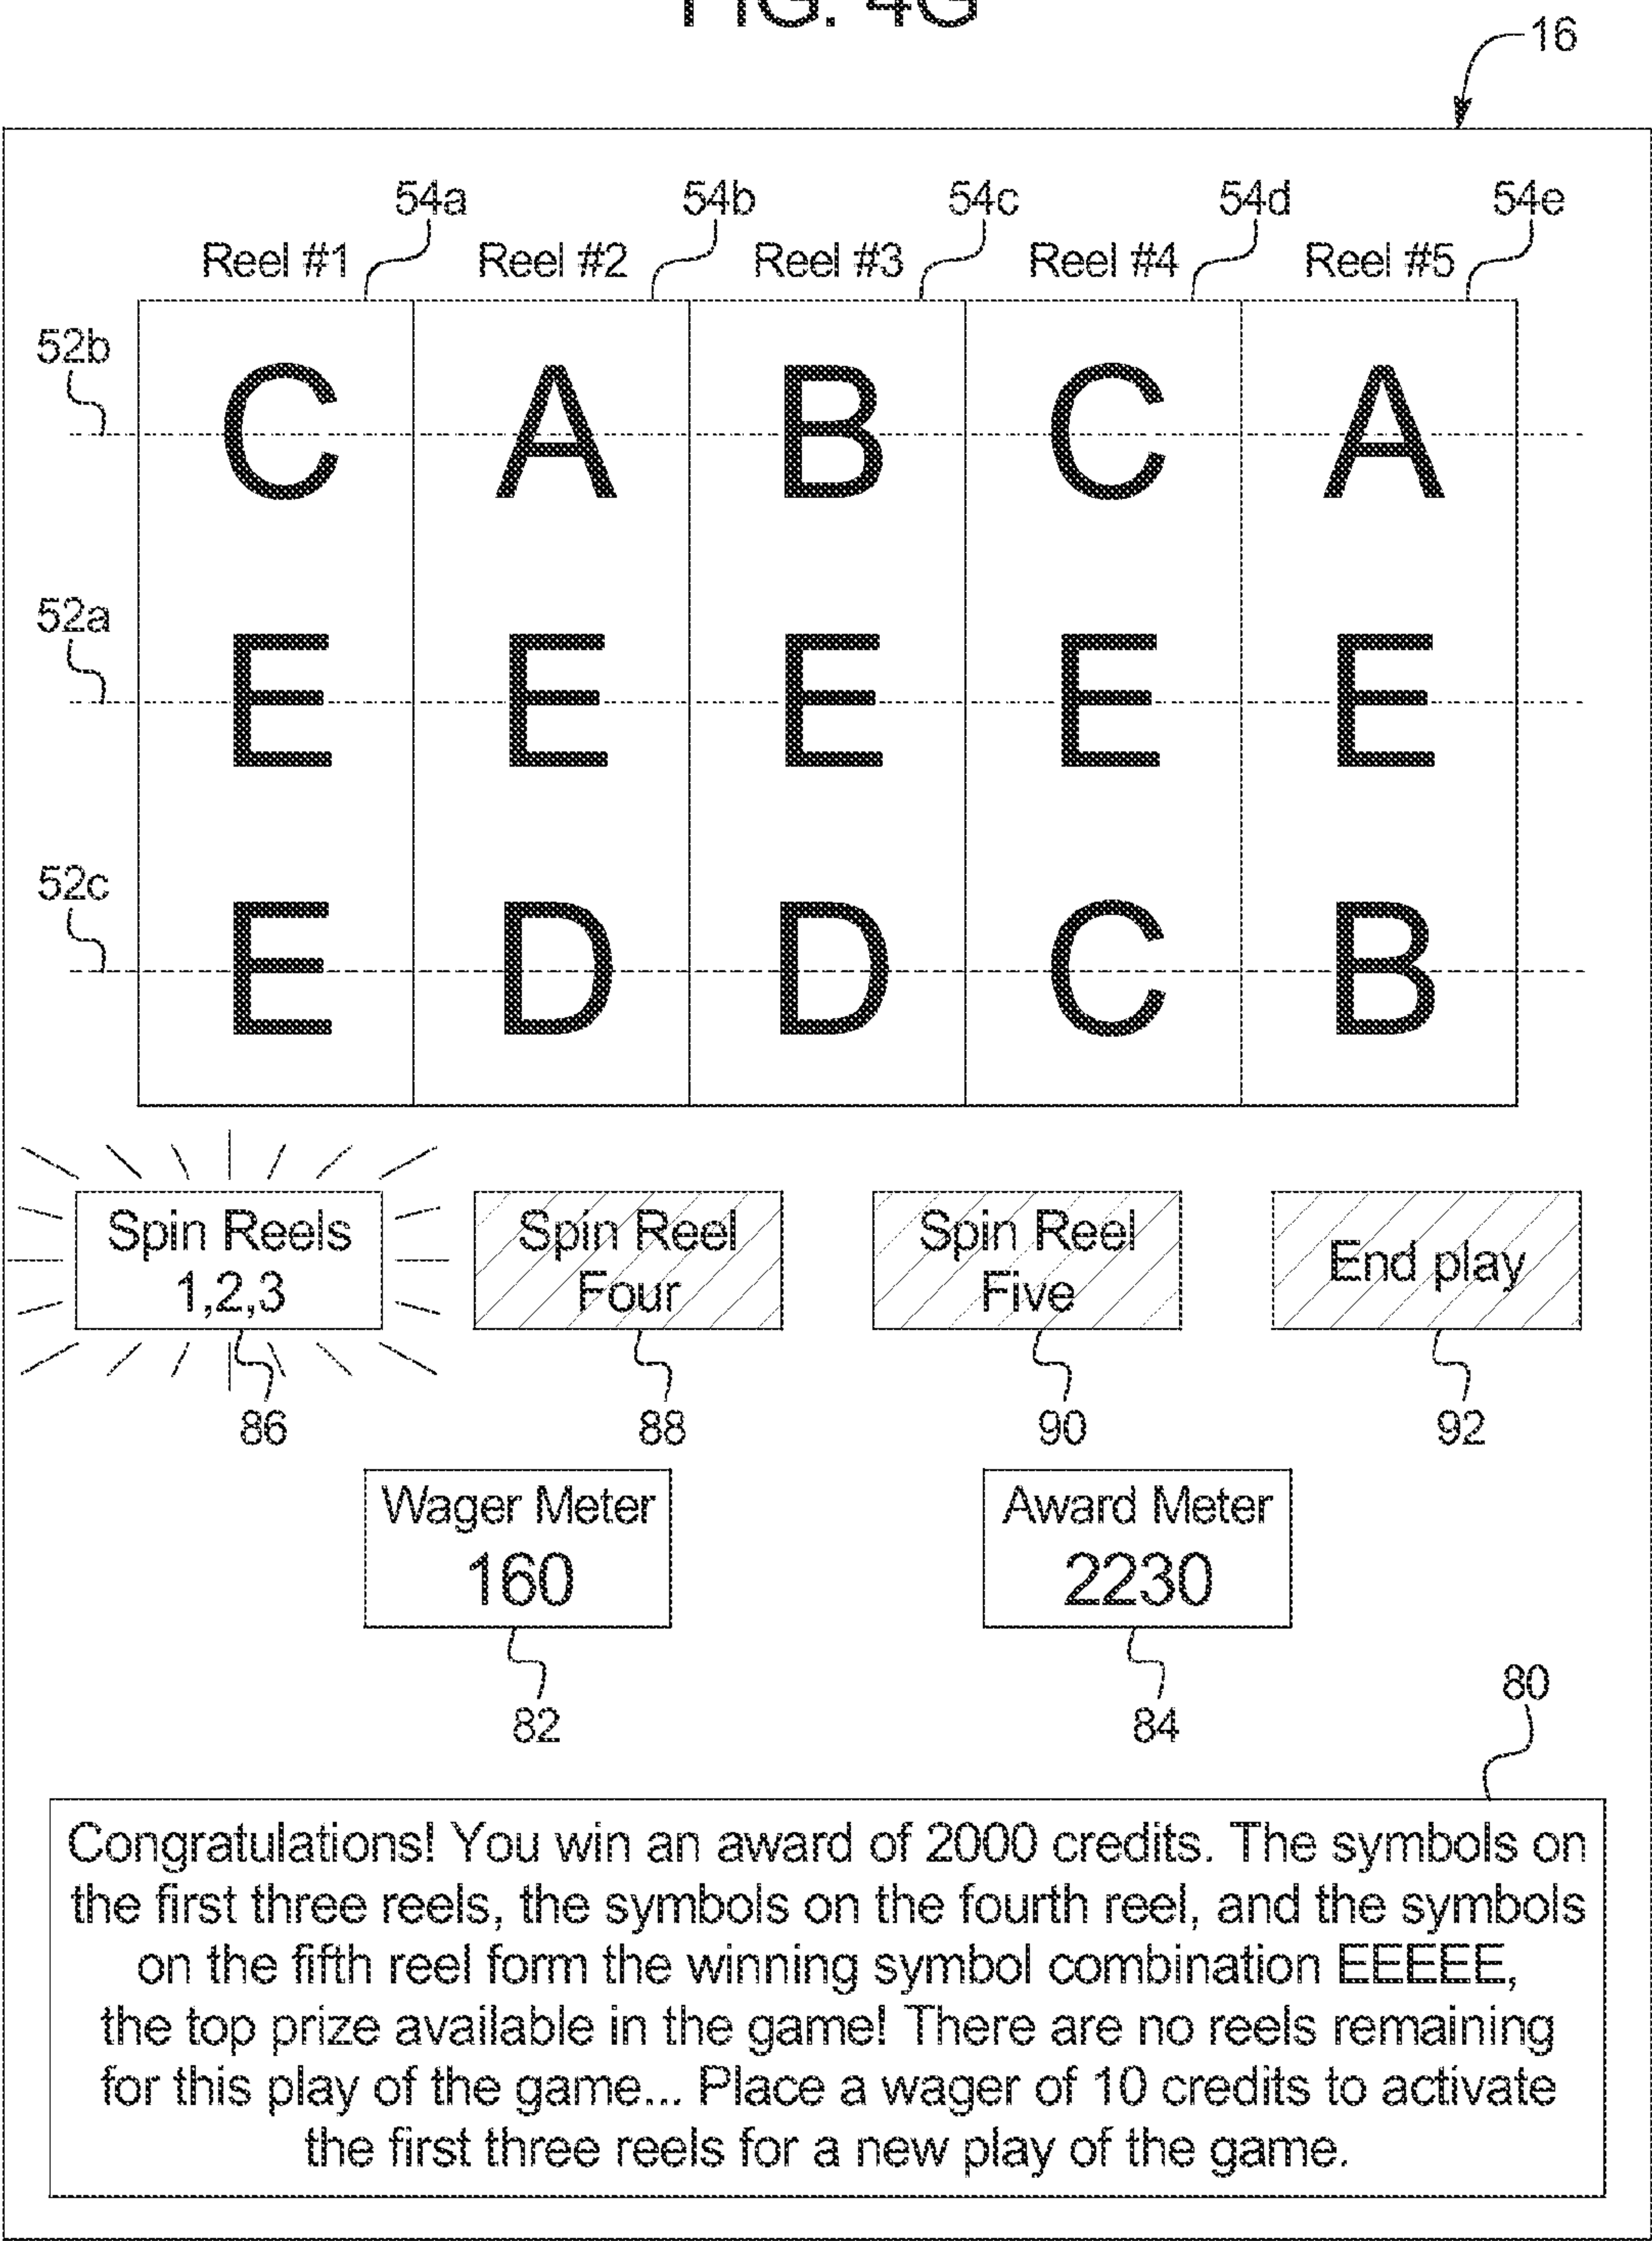 FIG. 4G
16
54a 54b 54c 54d 54e
Reel #1 Reel #2 Reel #3 Reel #4 Reel #5
52b
C A B C A
52a
E E E E E
52c
E D D C B
Spin Reels
1,2,3
Spin Reel
Four
Spin Reel
Five
End play
86 88 90 92
Wager Meter
160
Award Meter
2230
82 84
80
Congratulations! You win an award of 2000 credits. The symbols on
the first three reels, the symbols on the fourth reel, and the symbols
on the fifth reel form the winning symbol combination EEEEE,
the top prize available in the game! There are no reels remaining
for this play of the game... Place a wager of 10 credits to activate
the first three reels for a new play of the game.